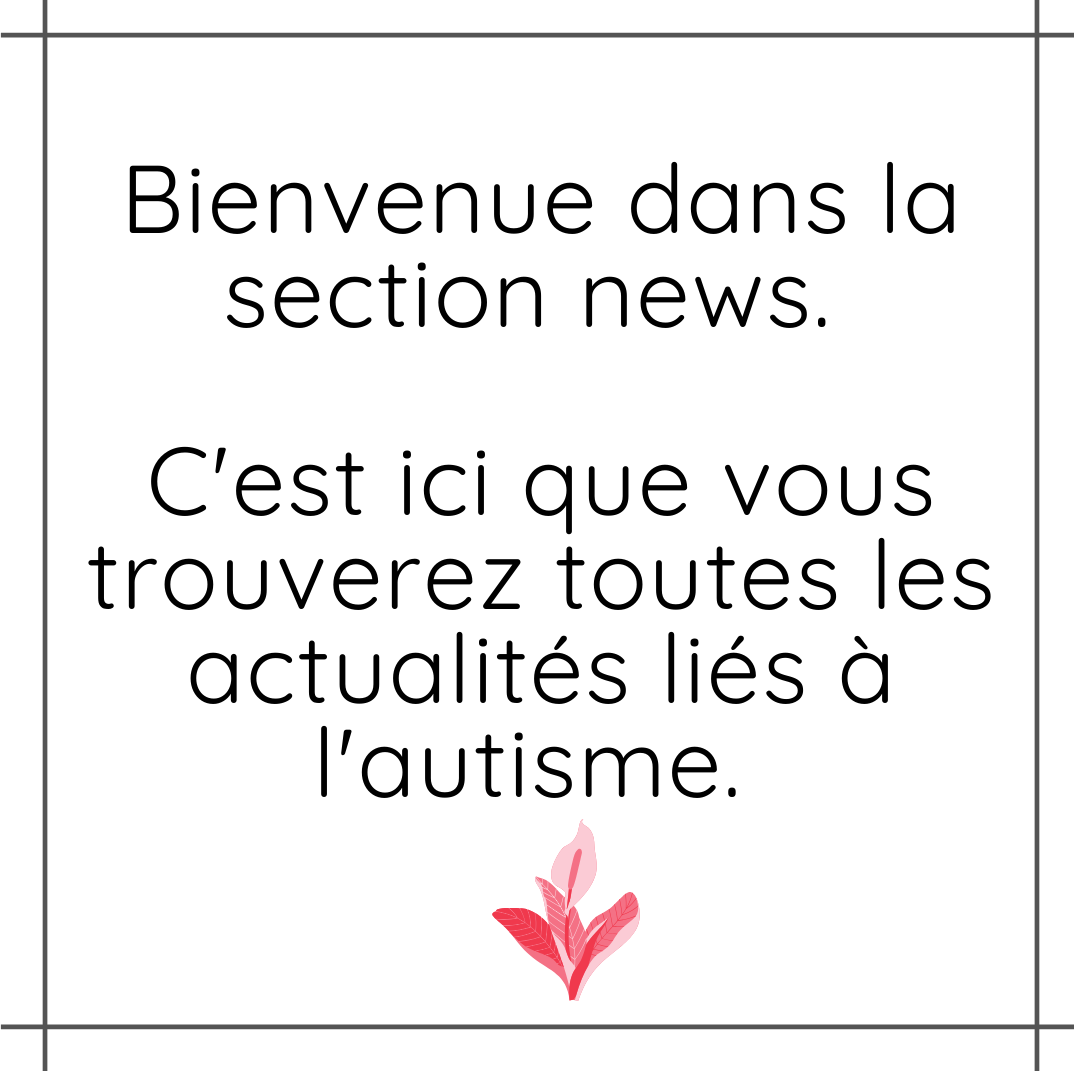 Bienvenue dans la
section news.
C'est ici que vous
trouverez toutes les
actualités liés à
l'autisme.